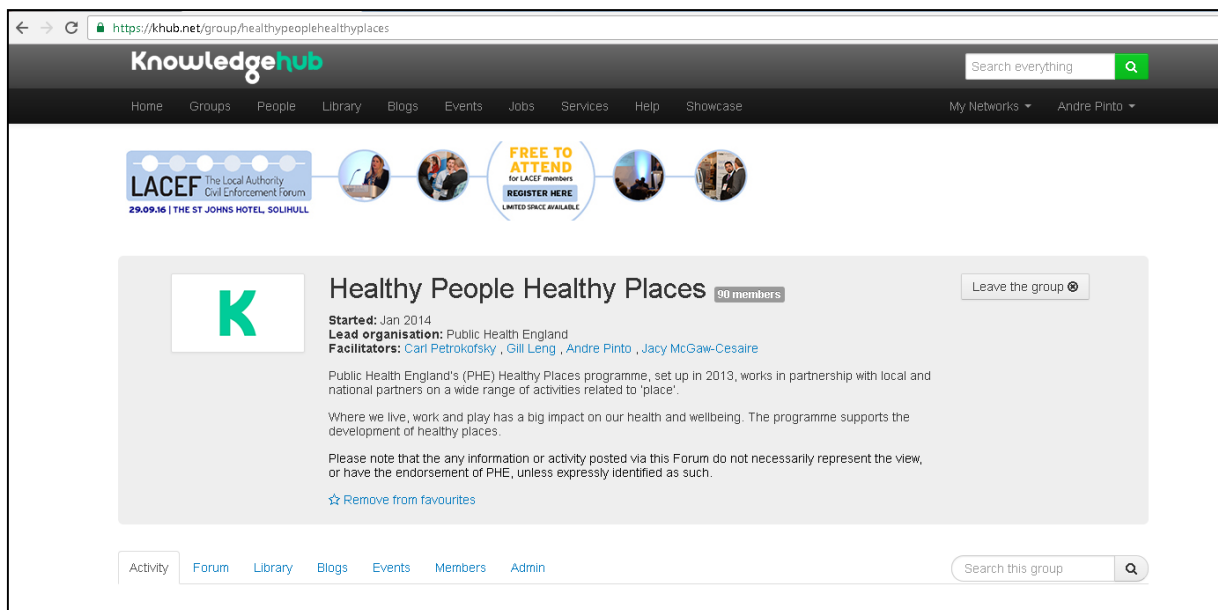 https://khub.net/group/healthypeoplehealthyplaces
Knowledgehub
Search everything
Home Groups People Library Blogs Events Jobs Services Help Showcase My Networks Andre Pinto
LACEF The Local Authority
Civil Enforcement Forum
29.09.16 | THE ST JOHNS HOTEL, SOLIHULL
FREE TO
ATTEND
for LACEF members
REGISTER HERE
LIMITED SPACE AVAILABLE
K
Healthy People Healthy Places 90 members
Leave the group
Started: Jan 2014
Lead organisation: Public Health England
Facilitators: Carl Petrokofsky , Gill Leng , Andre Pinto , Jacy McGaw-Cesaire
Public Health England's (PHE) Healthy Places programme, set up in 2013, works in partnership with local and
national partners on a wide range of activities related to 'place'.
Where we live, work and play has a big impact on our health and wellbeing. The programme supports the
development of healthy places.
Please note that the any information or activity posted via this Forum do not necessarily represent the view,
or have the endorsement of PHE, unless expressly identified as such.
Remove from favourites
Activity Forum Library Blogs Events Members Admin
Search this group